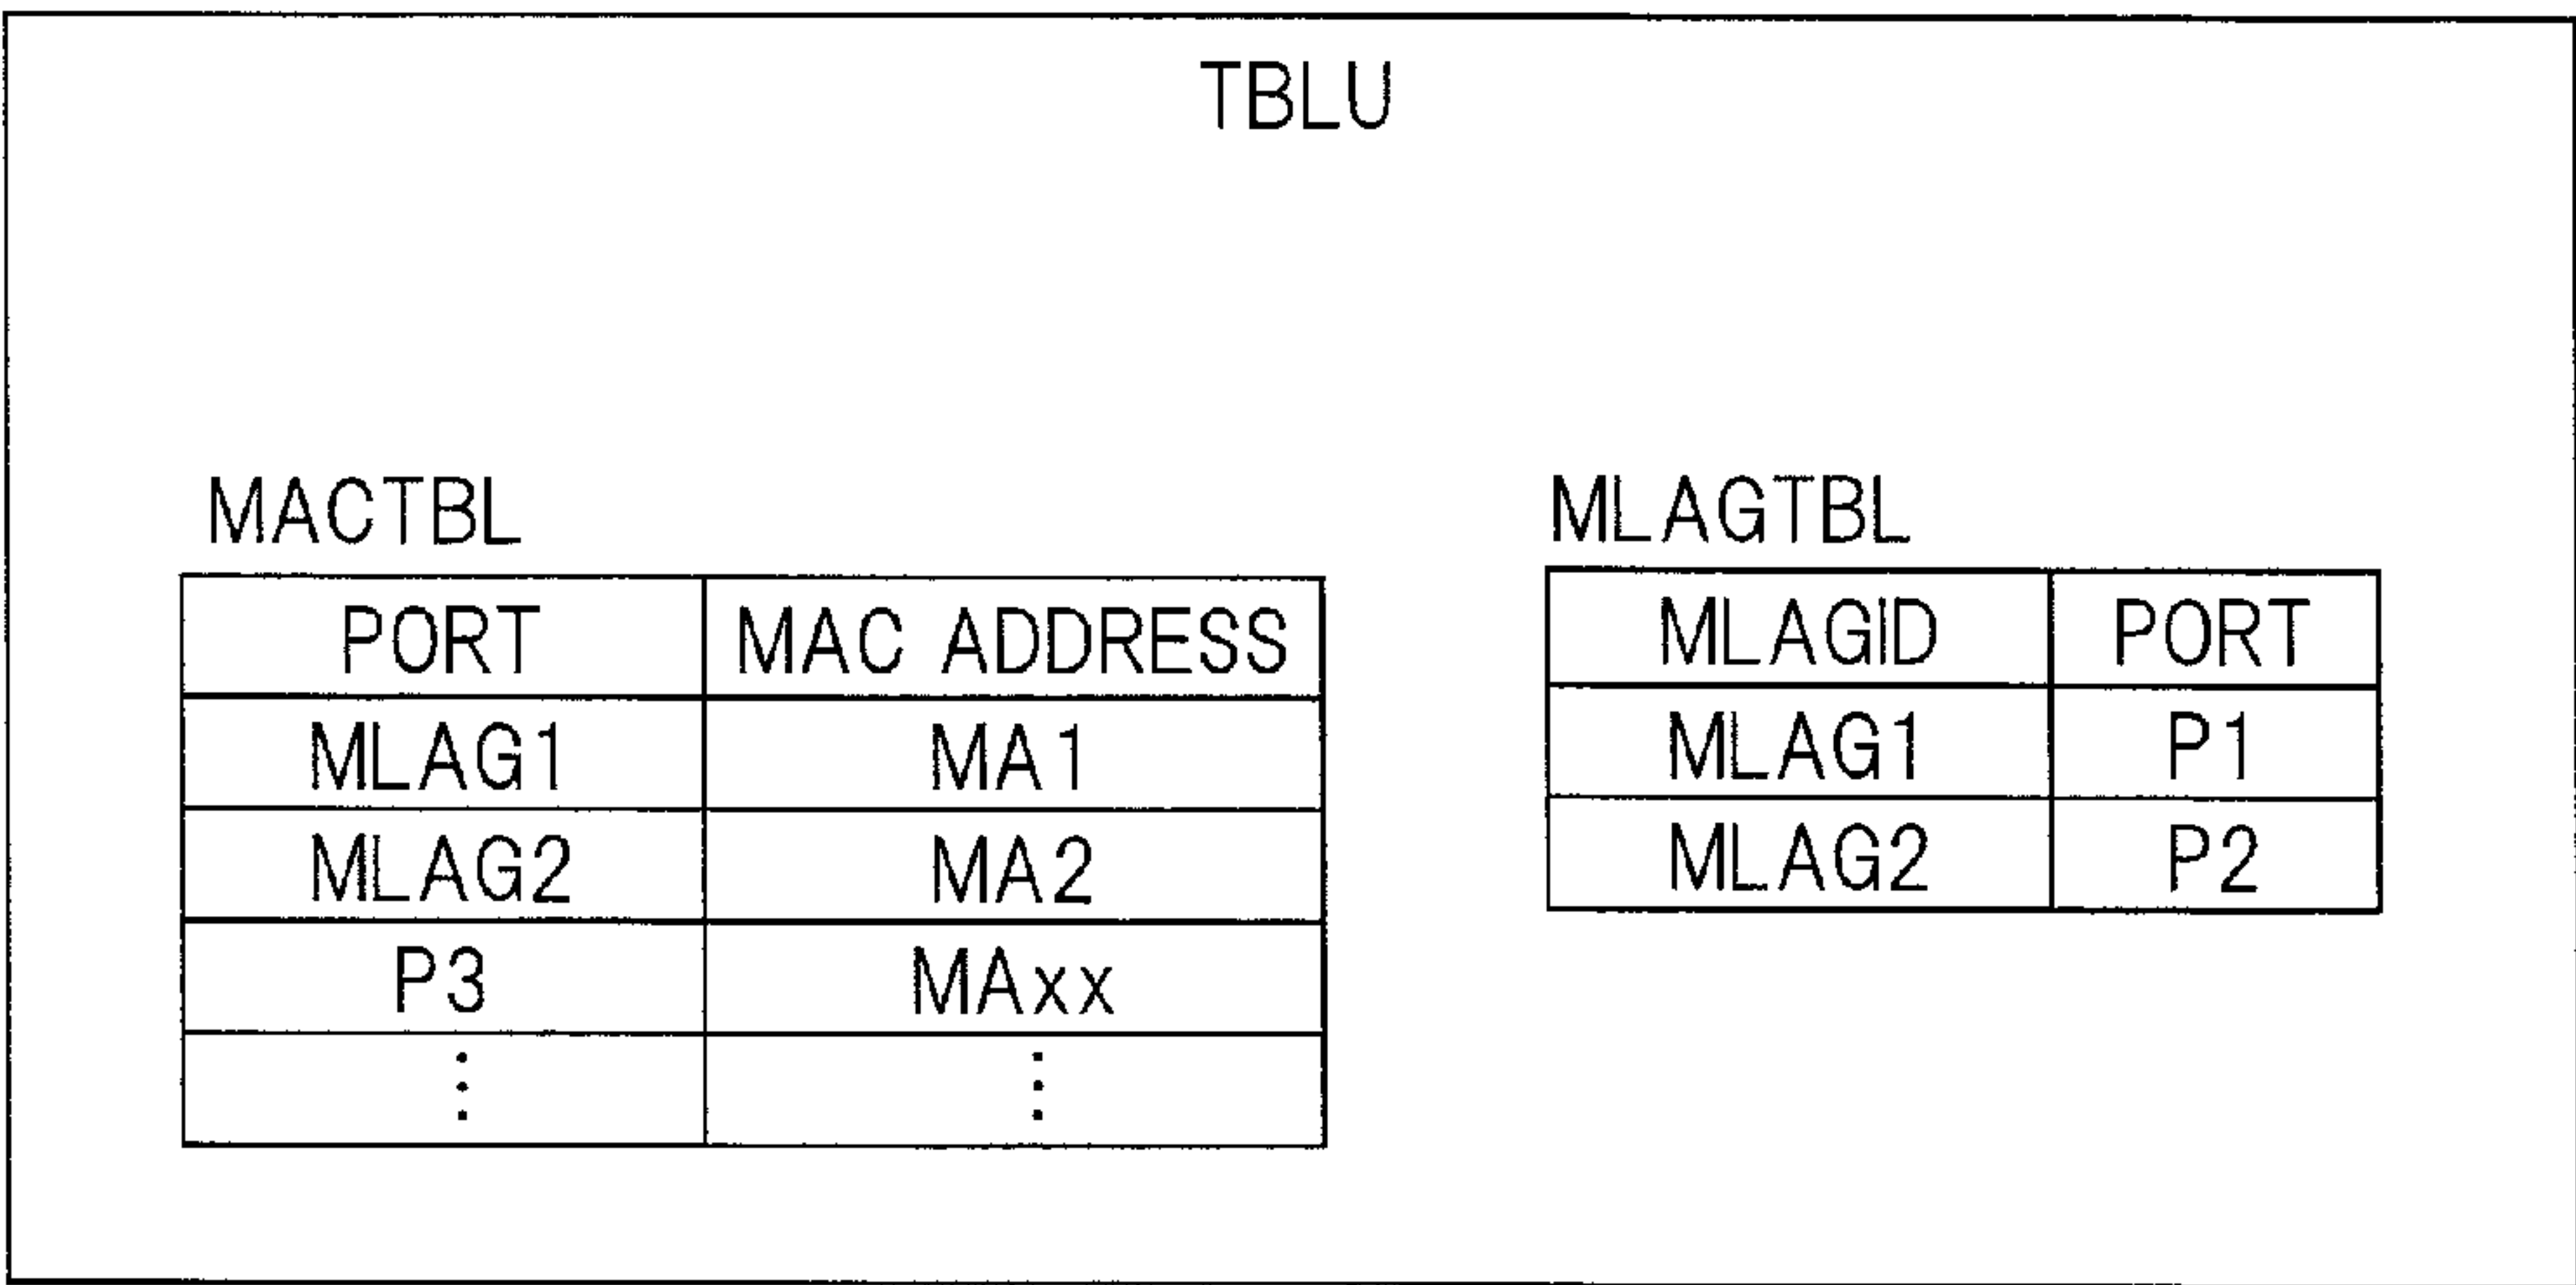 TBLU
MACTBL
PORT MAC ADDRESS
MLAG1 MA1
MLAG2 MA2
P3 MAxx
⋮ ⋮
MLAGTBL
MLAGID PORT
MLAG1 P1
MLAG2 P2